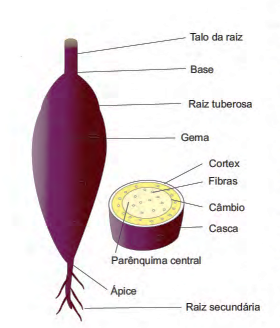 Talo da raiz
Base
Raiz tuberosa
Gema
Cortex
Fibras
Câmbio
Casca
Parênquima central
Ápice
Raiz secundária